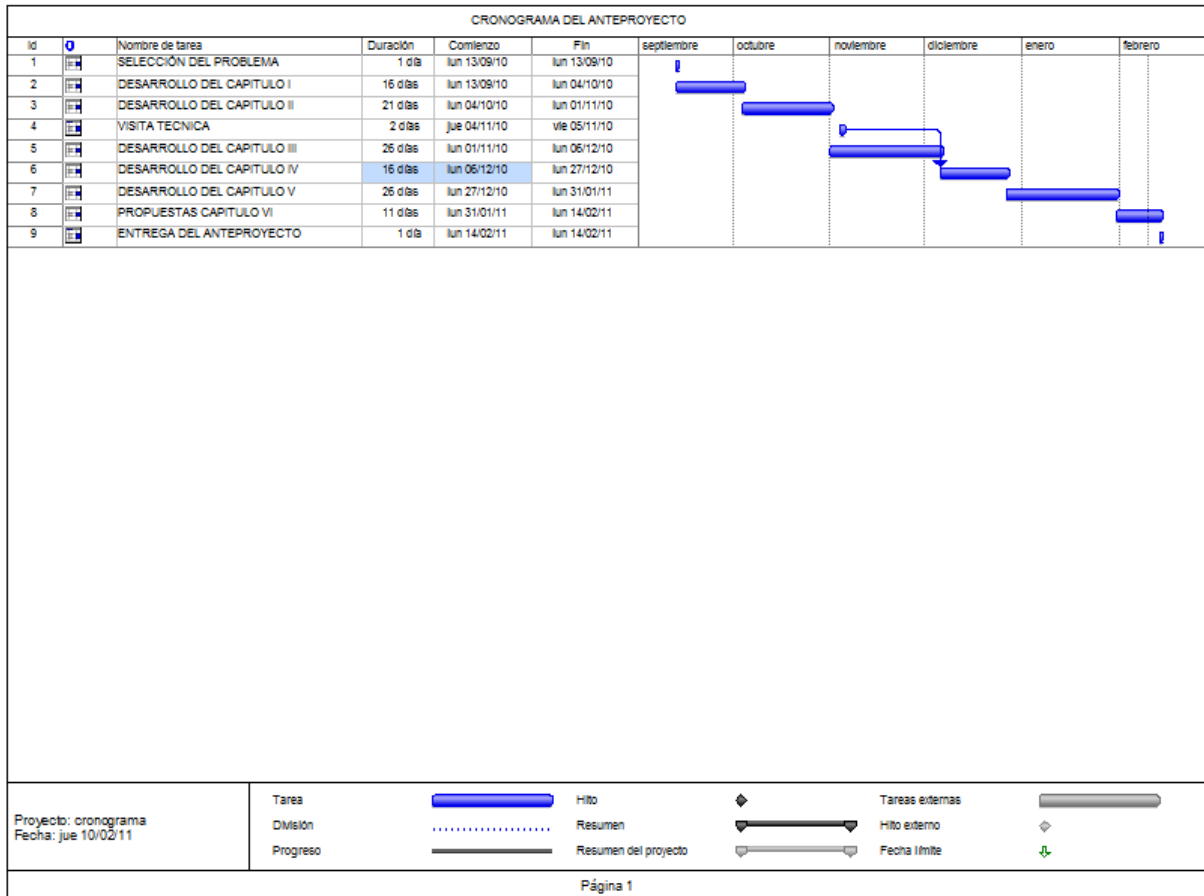 CRONOGRAMA DEL ANTEPROYECTO
Id Nombre de tarea Duración Comienzo Fin septiembre octubre noviembre diciembre enero febrero
1 SELECCIÓN DEL PROBLEMA 1 día lun 13/09/10 lun 13/09/10
2 DESARROLLO DEL CAPITULO I 16 días lun 13/09/10 lun 04/10/10
3 DESARROLLO DEL CAPITULO II 21 días lun 04/10/10 lun 01/11/10
4 VISITA TECNICA 2 días jue 04/11/10 vie 05/11/10
5 DESARROLLO DEL CAPITULO III 26 días lun 01/11/10 lun 06/12/10
6 DESARROLLO DEL CAPITULO IV 16 días lun 06/12/10 lun 27/12/10
7 DESARROLLO DEL CAPITULO V 26 días lun 27/12/10 lun 31/01/11
8 PROPUESTAS CAPITULO VI 11 días lun 31/01/11 lun 14/02/11
9 ENTREGA DEL ANTEPROYECTO 1 día lun 14/02/11 lun 14/02/11
Proyecto: cronograma
Fecha: jue 10/02/11
Tarea Hito Tareas externas
División Resumen Hito externo
Progreso Resumen del proyecto Fecha límite
Página 1